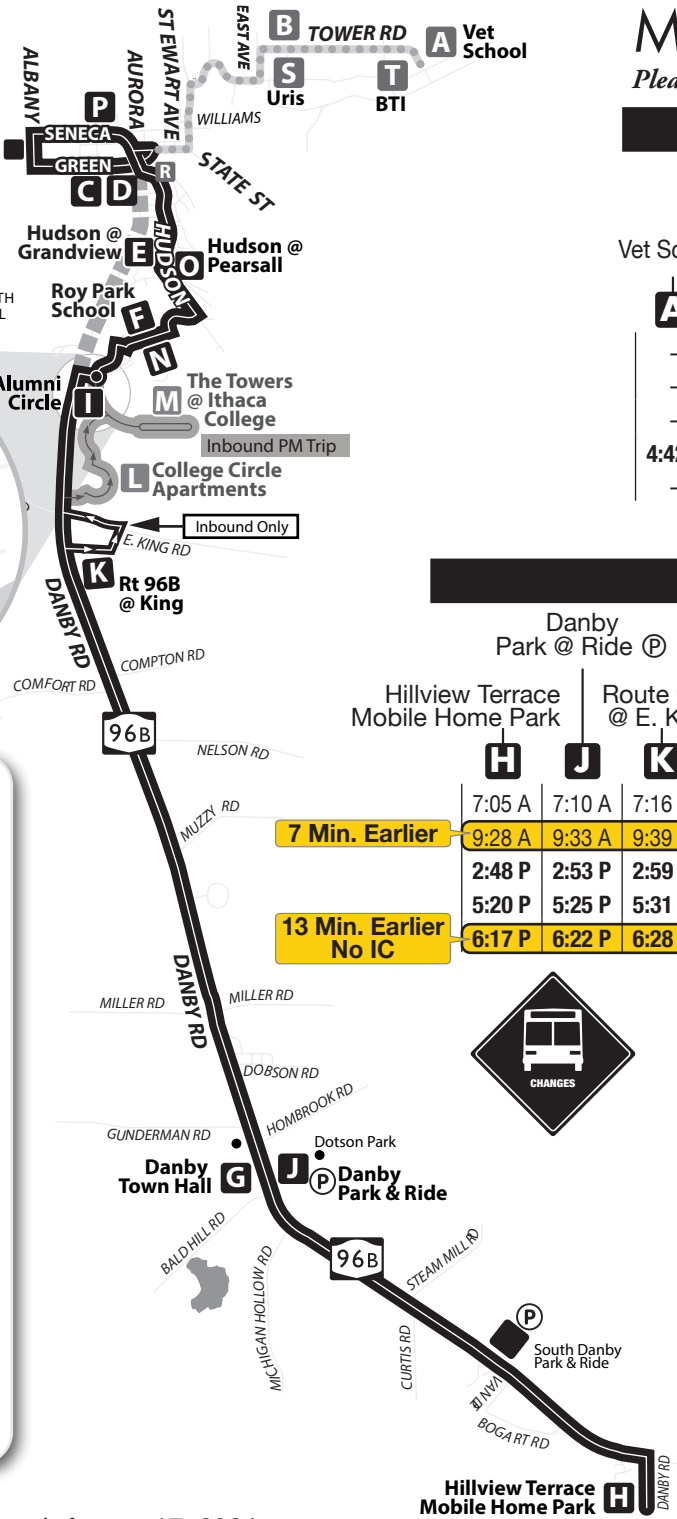 B
TOWER RD
A
Vet
School
EAST AVE
STEWART AVE
S
Uris
T
BTI
ALBANY
AURORA
P
WILLIAMS
SENECA
GREEN
R
STATE ST
C
D
Hudson @
Grandview
E
HUDSON
O
Hudson @
Pearsall
Roy Park
School
F
N
Alumni
Circle
I
M
The Towers
@ Ithaca
College
Inbound PM Trip
L
College Circle
Apartments
Inbound Only
E. KING RD
K
Rt 96B
@ King
DANBY RD
COMPTON RD
COMFORT RD
96B
NELSON RD
MUZZY RD
DANBY RD
MILLER RD
MILLER RD
DOBSON RD
HOMBROOK RD
GUNDERMAN RD
Dotson Park
Danby
Town Hall
G
J
P
Danby
Park & Ride
BALD HILL RD
MICHIGAN HOLLOW RD
96B
STEAM MILL RD
CURTIS RD
P
South Danby
Park & Ride
BOGART RD
Hillview Terrace
Mobile Home Park
H
DANBY RD
M
A
Danby
Park @ Ride P
Hillview Terrace
Mobile Home Park
Route
@ E. K
H
J
K
7:05 A 7:10 A 7:16
7 Min. Earlier
9:28 A 9:33 A 9:39
2:48 P 2:53 P 2:59
5:20 P 5:25 P 5:31
13 Min. Earlier
No IC
6:17 P 6:22 P 6:28
CHANGES